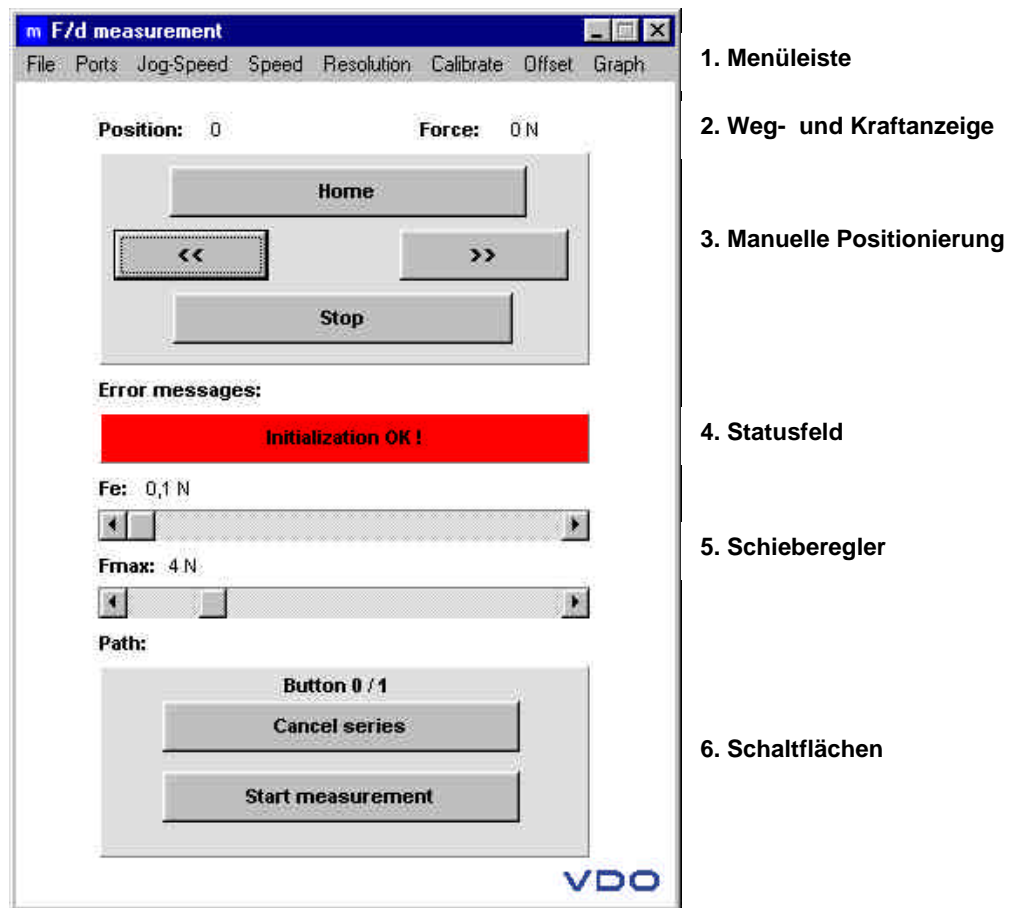 m F/d measurement
File Ports Jog-Speed Speed Resolution Calibrate Offset Graph
1. Menüleiste
Position: 0 Force: 0 N
2. Weg- und Kraftanzeige
Home
<< >>
3. Manuelle Positionierung
Stop
Error messages:
Initialization OK !
4. Statusfeld
Fe: 0,1 N
5. Schieberegler
Fmax: 4 N
Path:
Button 0 / 1
Cancel series
6. Schaltflächen
Start measurement
VDO